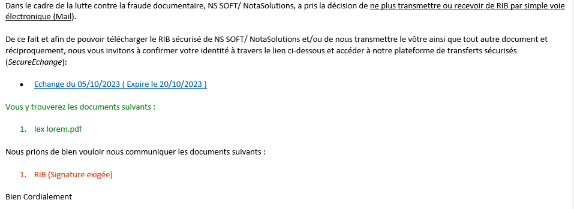 Dans le cadre de la lutte contre la fraude documentaire, NS SOFT/ NotaSolutions, a pris la décision de ne plus transmettre ou recevoir de RIB par simple voie
électronique (Mail).
De ce fait et afin de pouvoir télécharger le RIB sécurisé de NS SOFT/ NotaSolutions et/ou de nous transmettre le vôtre ainsi que tout autre document et
réciproquement, nous vous invitons à confirmer votre identité à travers le lien ci-dessous et accéder à notre plateforme de transferts sécurisés
(SecureEchange):
• Echange du 05/10/2023 ( Expire le 20/10/2023 )
Vous y trouverez les documents suivants :
1. lex lorem.pdf
Nous prions de bien vouloir nous communiquer les documents suivants :
1. RIB (Signature exigée)
Bien Cordialement